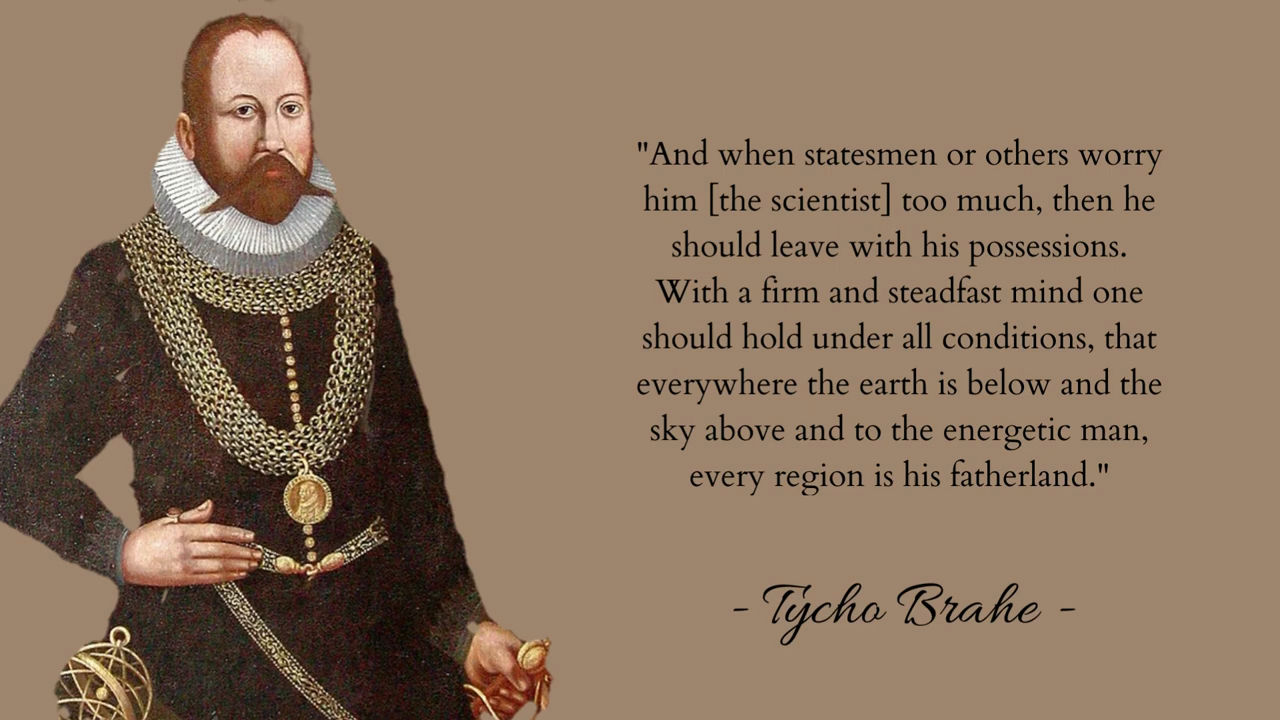 "And when statesmen or others worry
him [the scientist] too much, then he
should leave with his possessions.
With a firm and steadfast mind one
should hold under all conditions, that
everywhere the earth is below and the
sky above and to the energetic man,
every region is his fatherland."
- Tycho Brahe -